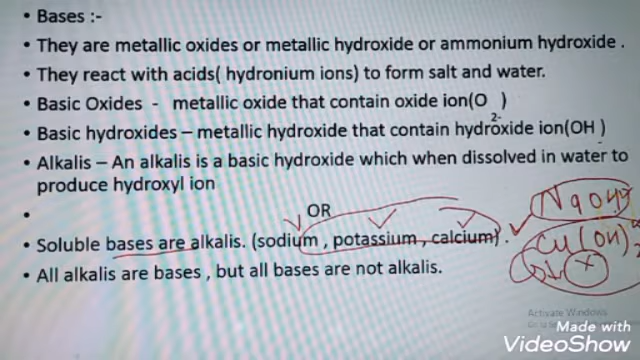 • Bases :-
• They are metallic oxides or metallic hydroxide or ammonium hydroxide .
• They react with acids( hydronium ions) to form salt and water.
• Basic Oxides - metallic oxide that contain oxide ion(O )
2-
• Basic hydroxides – metallic hydroxide that contain hydroxide ion(OH )
-
• Alkalis – An alkalis is a basic hydroxide which when dissolved in water to
produce hydroxyl ion
•
OR
NaOH
• Soluble bases are alkalis. (sodium , potassium , calcium) .
Cu(OH)2
• All alkalis are bases , but all bases are not alkalis.
Activate Windows
Made with
VideoShow